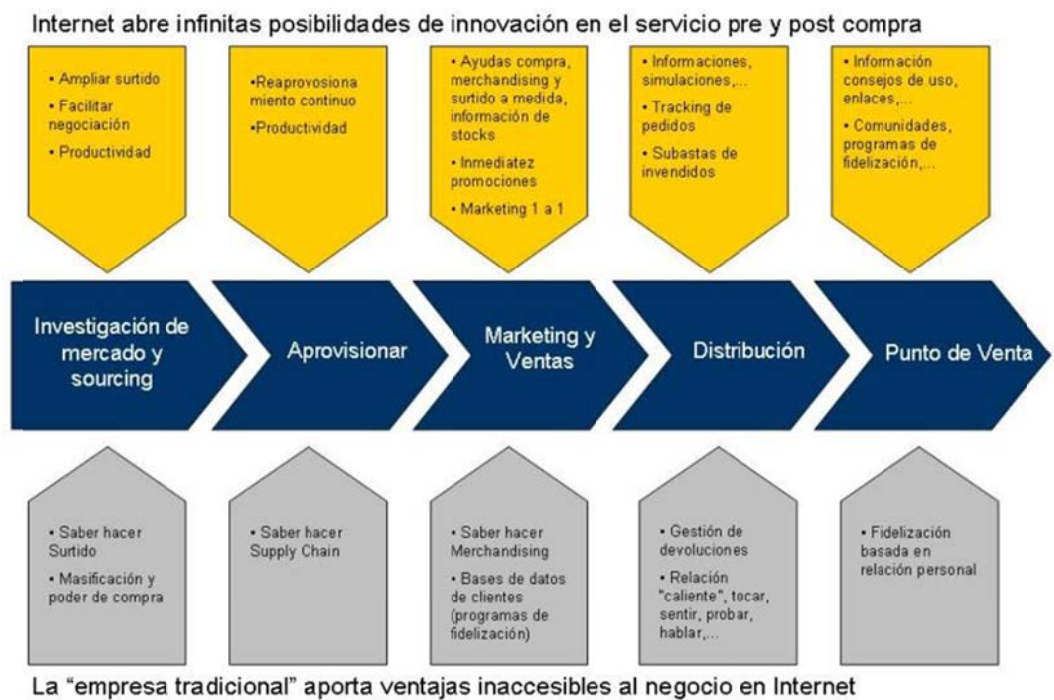 Internet abre infinitas posibilidades de innovación en el servicio pre y post compra
• Ampliar surtido
• Facilitar
negociación
• Productividad
•Reaprovosiona
miento continuo
•Productividad
• Ayudas compra,
merchandising y
surtido a medida,
información de
stocks
• Inmediatez
promociones
• Marketing 1 a 1
• Informaciones,
simulaciones,...
• Tracking de
pedidos
• Subastas de
invendidos
• Información
consejos de uso,
enlaces,...
• Comunidades,
programas de
fidelización,...
Investigación de
mercado y
sourcing
Aprovisionar
Marketing y
Ventas
Distribución
Punto de Venta
• Saber hacer
Surtido
• Masificación y
poder de compra
• Saber hacer
Supply Chain
• Saber hacer
Merchandising
• Bases de datos
de clientes
(programas de
fidelización)
• Gestión de
devoluciones
• Relación
"caliente", tocar,
sentir, probar,
hablar,...
• Fidelización
basada en
relación personal
La “empresa tradicional” aporta ventajas inaccesibles al negocio en Internet